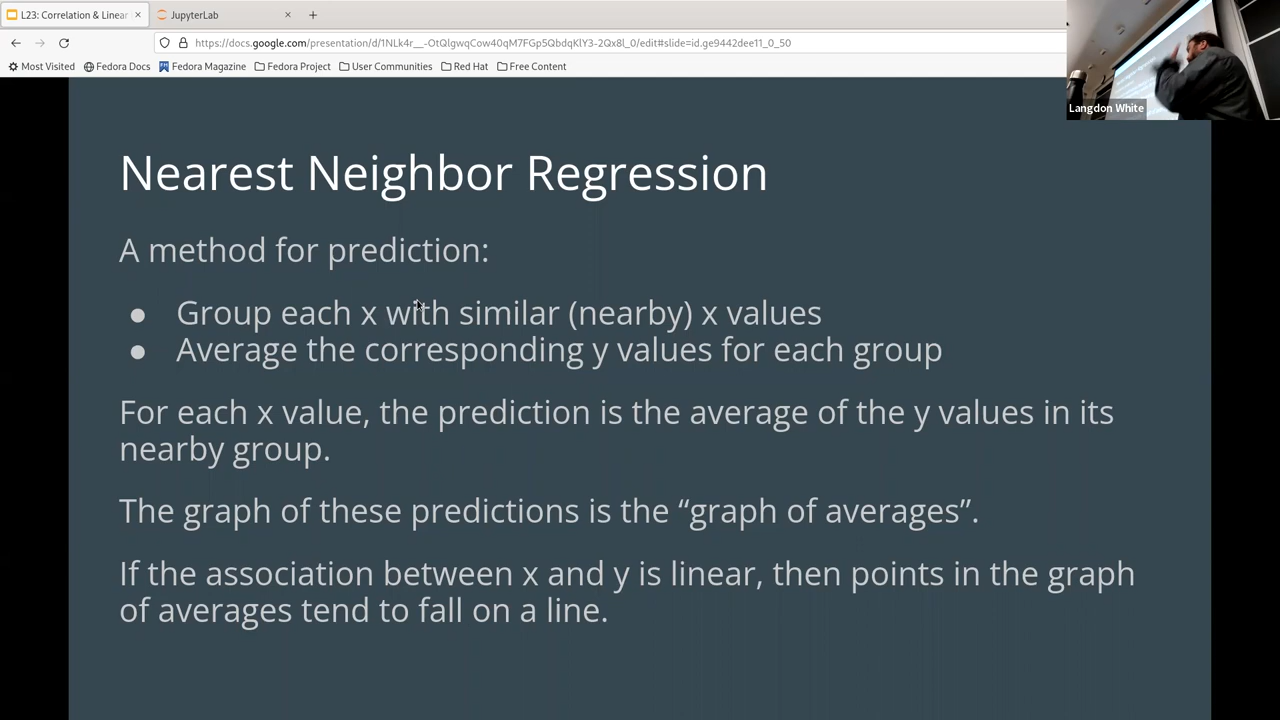 L23: Correlation & Linear
JupyterLab
https://docs.google.com/presentation/d/1NLk4r__-OtQlgwqCow40qM7FGp5QbdqKlY3-2Qx8l_0/edit#slide=id.ge9442dee11_0_50
Most Visited Fedora Docs Fedora Magazine Fedora Project User Communities Red Hat Free Content
Langdon White
Nearest Neighbor Regression
A method for prediction:
● Group each x with similar (nearby) x values
● Average the corresponding y values for each group
For each x value, the prediction is the average of the y values in its
nearby group.
The graph of these predictions is the “graph of averages”.
If the association between x and y is linear, then points in the graph
of averages tend to fall on a line.